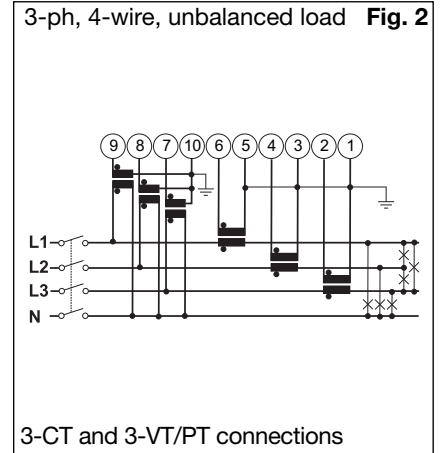 3-ph, 4-wire, unbalanced load Fig. 2
9 8 7 10 6 5 4 3 2 1
L1
L2
L3
N
3-CT and 3-VT/PT connections